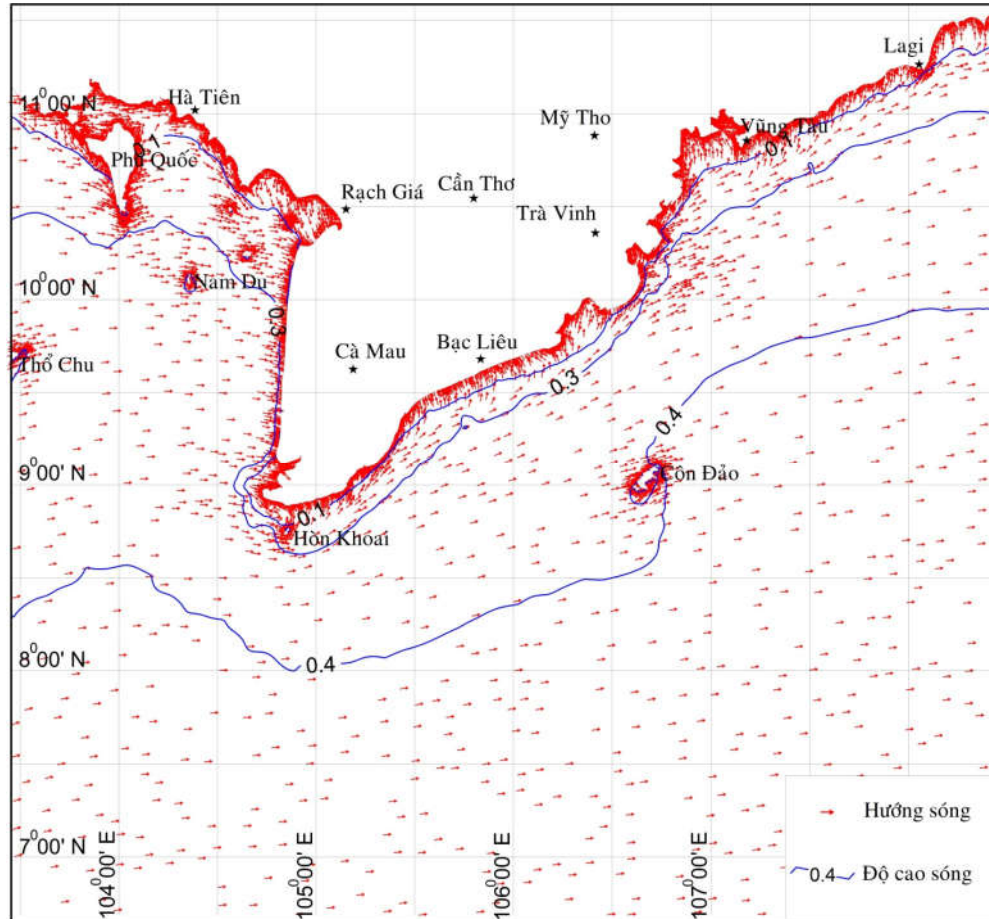 Lagi
11°00' N
Hà Tiên
Mỹ Tho
Vũng Tàu
0.1
0.1
Phú Quốc
Rạch Giá
Cần Thơ
Trà Vinh
10°00' N
Nam Du
0.3
Thổ Chu
Cà Mau
Bạc Liêu
0.3
0.4
9°00' N
Côn Đảo
0.1
Hòn Khóai
8°00' N
0.4
7°00' N
104°00' E
105°00' E
106°00' E
107°00' E
Hướng sóng
0.4
Độ cao sóng